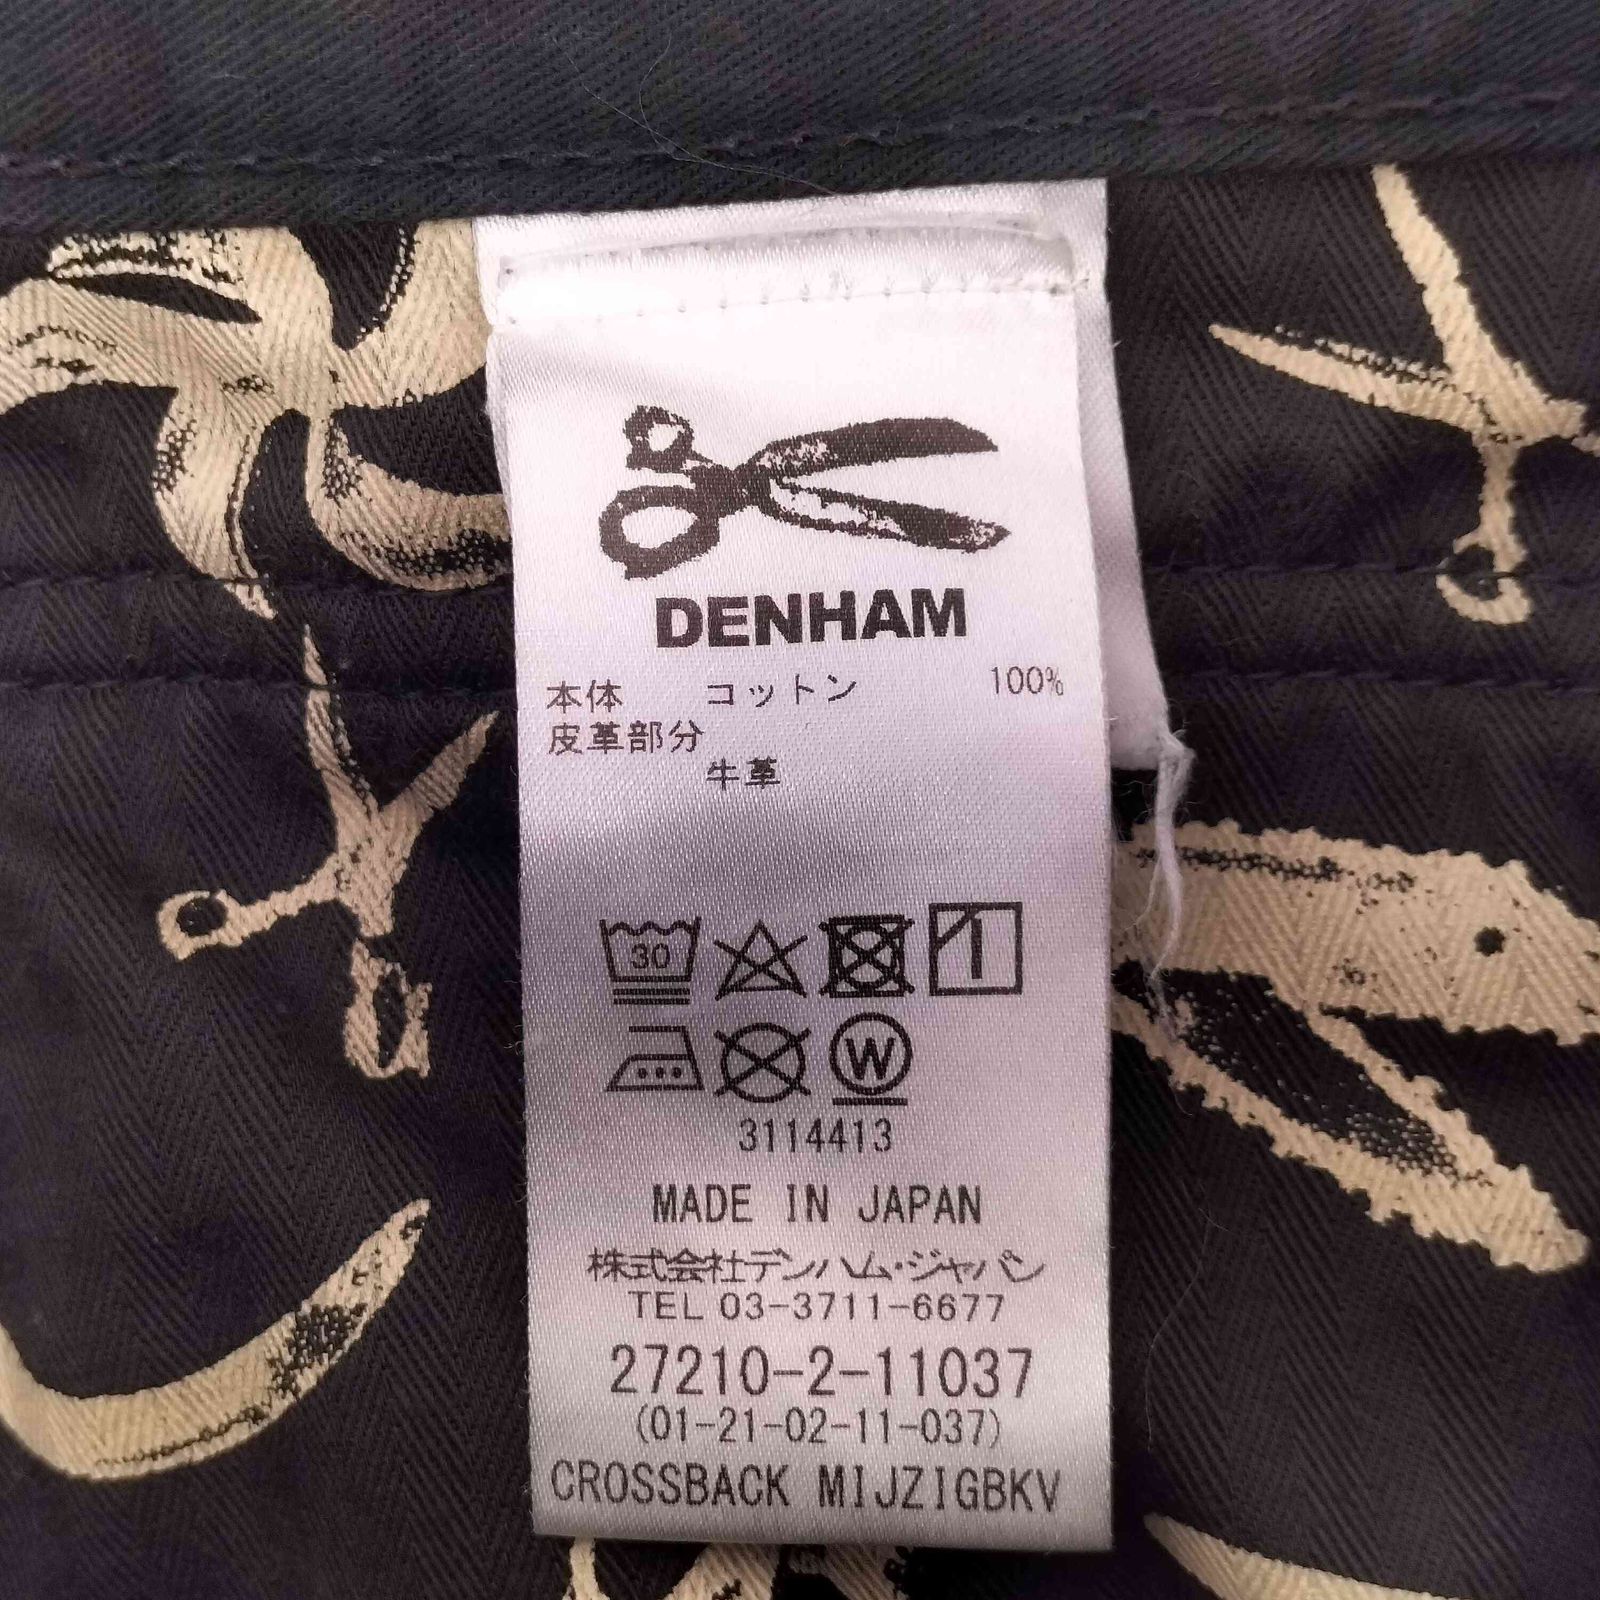 DENHAM
本体 コットン 100%
皮革部分
牛革
30
1
W
3114413
MADE IN JAPAN
株式会社デンハム・ジャパン
TEL 03-3711-6677
27210-2-11037
(01-21-02-11-037)
CROSSBACK MIJZIGBKV